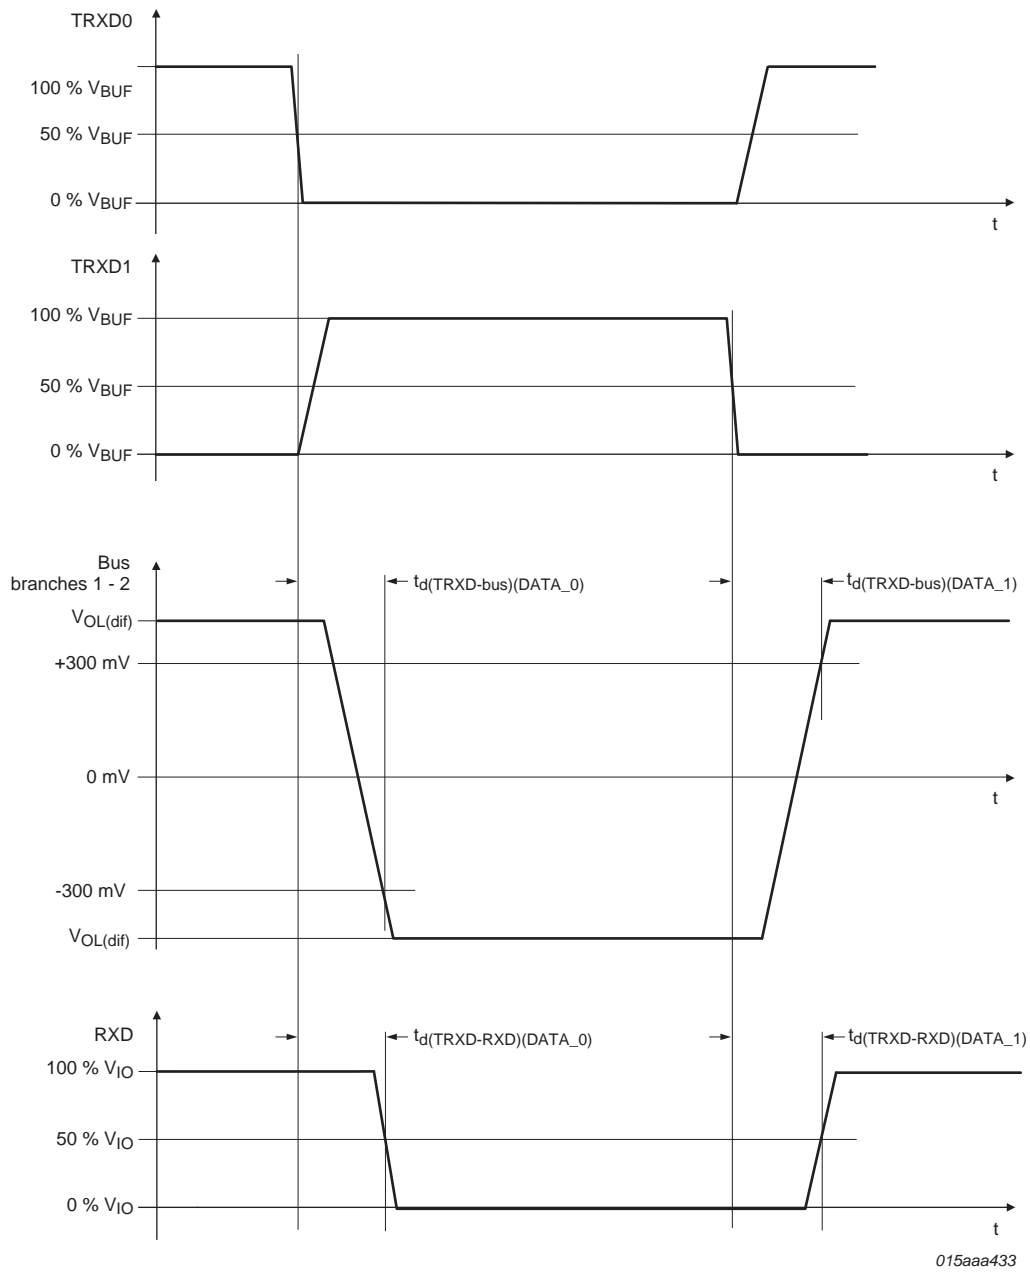 TRXD0
100 % VBUF
50 % VBUF
0 % VBUF
t
TRXD1
100 % VBUF
50 % VBUF
0 % VBUF
t
Bus
branches 1 - 2
td(TRXD-bus)(DATA_0)
td(TRXD-bus)(DATA_1)
VOL(dif)
+300 mV
0 mV
t
-300 mV
VOL(dif)
RXD
td(TRXD-RXD)(DATA_0)
td(TRXD-RXD)(DATA_1)
100 % VIO
50 % VIO
0 % VIO
t
015aaa433